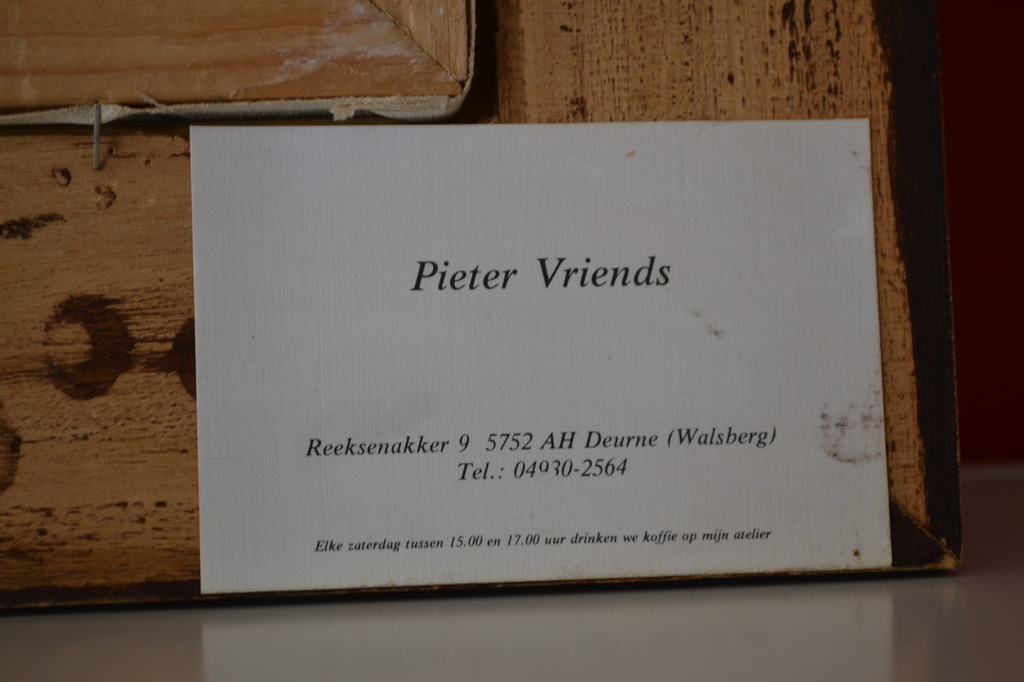 Pieter Vriends
Reeksenakker 9 5752 AH Deurne (Walsberg)
Tel.: 04930-2564
Elke zaterdag tussen 15.00 en 17.00 uur drinken we koffie op mijn atelier